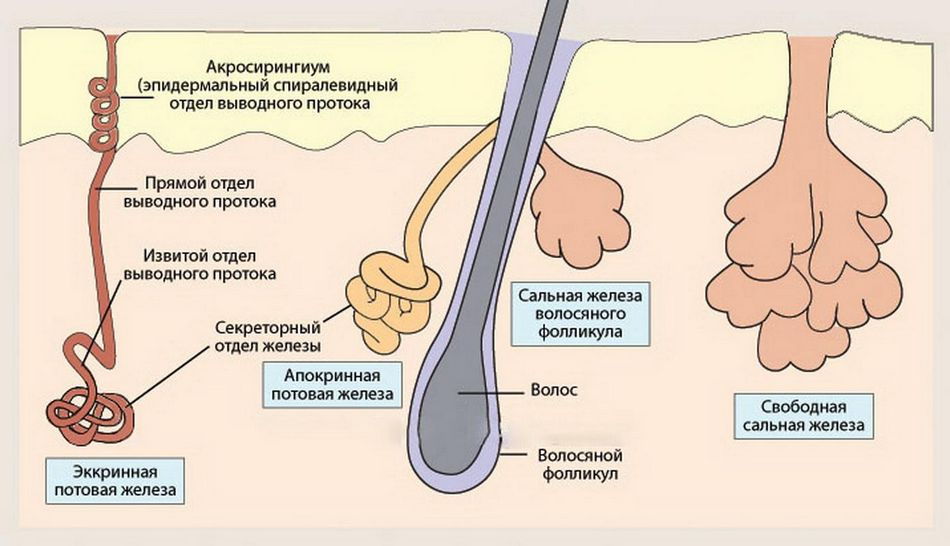 Акросирингиум
(эпидермальный спиралевидный
отдел выводного протока
Прямой отдел
выводного протока
Извитой отдел
выводного протока
Секреторный
отдел железы
Эккринная
потовая железа
Апокринная
потовая железа
Сальная железа
волосяного
фолликула
Волос
Волосяной
фолликул
Свободная
сальная железа